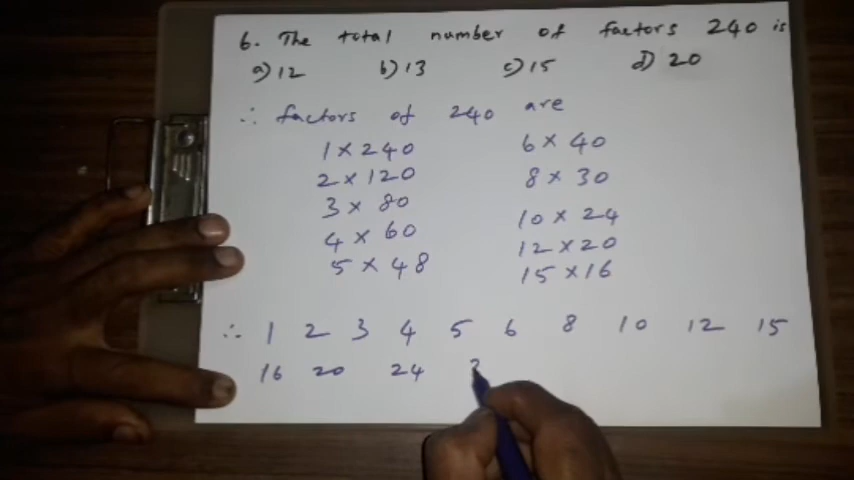 6. The total number of factors 240 is
a) 12 b) 13 c) 15 d) 20
∴ factors of 240 are
1 × 240
2 × 120
3 × 80
4 × 60
5 × 48
6 × 40
8 × 30
10 × 24
12 × 20
15 × 16
∴ 1 2 3 4 5 6 8 10 12 15
16 20 24